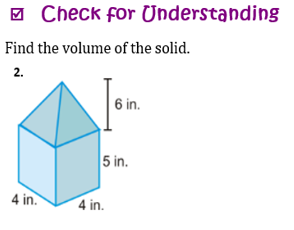 ☑ Check for Understanding
Find the volume of the solid.
2.
6 in.
5 in.
4 in.
4 in.